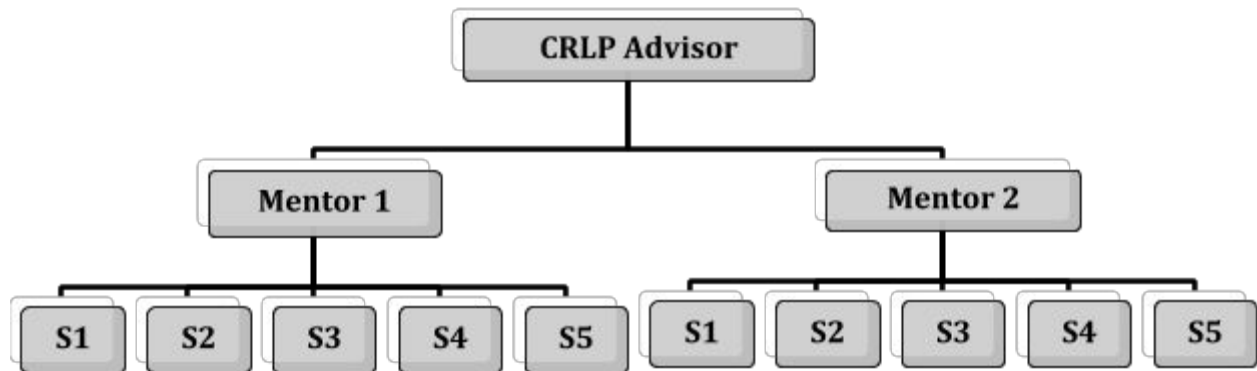 CRLP Advisor
Mentor 1
Mentor 2
S1 S2 S3 S4 S5 S1 S2 S3 S4 S5